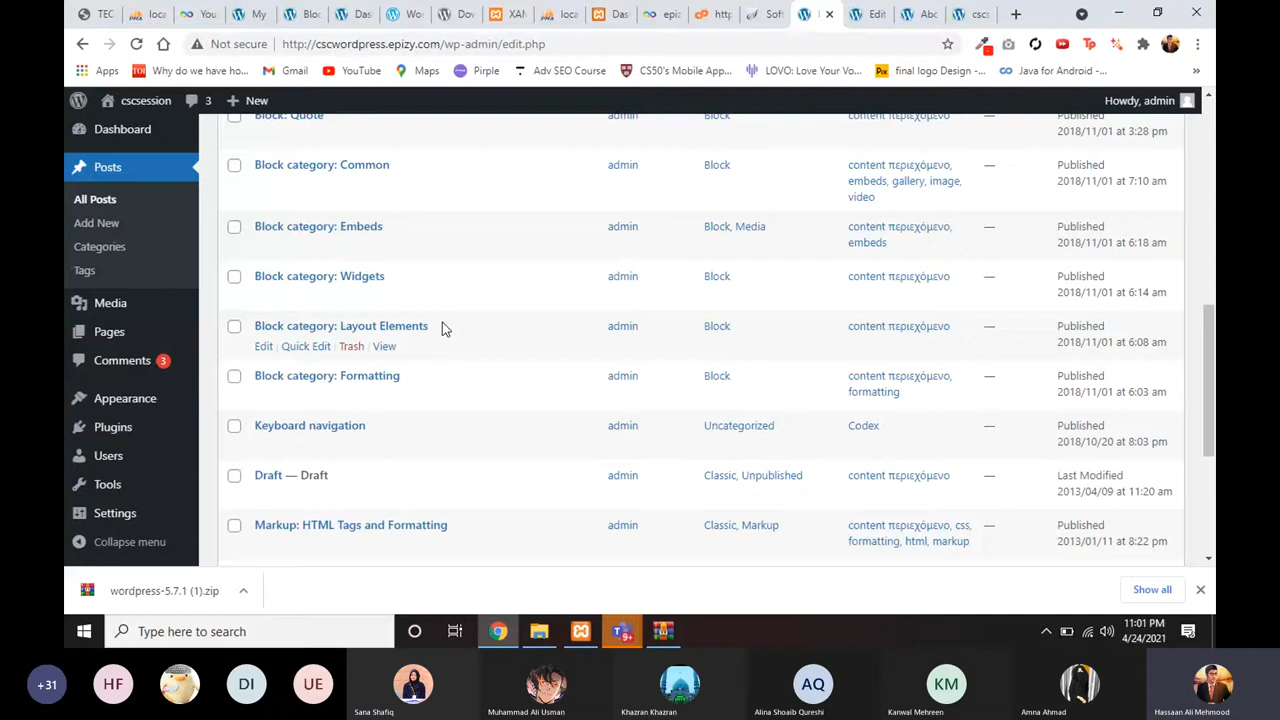 TEC
loca
You
My
Bloc
Das
Wo
Dov
XAN
loca
Das
epiz
htt
Soft
Edi
Abc
cscs
Not secure
http://cscwordpress.epizy.com/wp-admin/edit.php
Apps
Why do we have ho...
Gmail
YouTube
Maps
Pirple
Adv SEO Course
CS50's Mobile App...
LOVO: Love Your Vo...
final logo Design -...
Java for Android -...
»
cscsession
3
New
Howdy, admin
Dashboard
Posts
All Posts
Add New
Categories
Tags
Media
Pages
Comments 3
Appearance
Plugins
Users
Tools
Settings
Collapse menu
Block: Quote admin Block content περιεχόμενο — Published
2018/11/01 at 3:28 pm
Block category: Common admin Block content περιεχόμενο, — Published
embeds, gallery, image, 2018/11/01 at 7:10 am
video
Block category: Embeds admin Block, Media content περιεχόμενο, — Published
embeds 2018/11/01 at 6:18 am
Block category: Widgets admin Block content περιεχόμενο — Published
2018/11/01 at 6:14 am
Block category: Layout Elements admin Block content περιεχόμενο — Published
Edit | Quick Edit | Trash | View 2018/11/01 at 6:08 am
Block category: Formatting admin Block content περιεχόμενο, — Published
formatting 2018/11/01 at 6:03 am
Keyboard navigation admin Uncategorized Codex — Published
2018/10/20 at 8:03 pm
Draft — Draft admin Classic, Unpublished content περιεχόμενο — Last Modified
2013/04/09 at 11:20 am
Markup: HTML Tags and Formatting admin Classic, Markup content περιεχόμενο, css, — Published
formatting, html, markup 2013/01/11 at 8:22 pm
wordpress-5.7.1 (1).zip
Show all
Type here to search
9+
11:01 PM
4/24/2021
+31
HF
DI
UE
Sana Shafiq
Muhammad Ali Usman
Khazran Khazran
AQ
Alina Shoaib Qureshi
KM
Kanwal Mehreen
Amna Ahmad
Hassaan Ali Mehmood